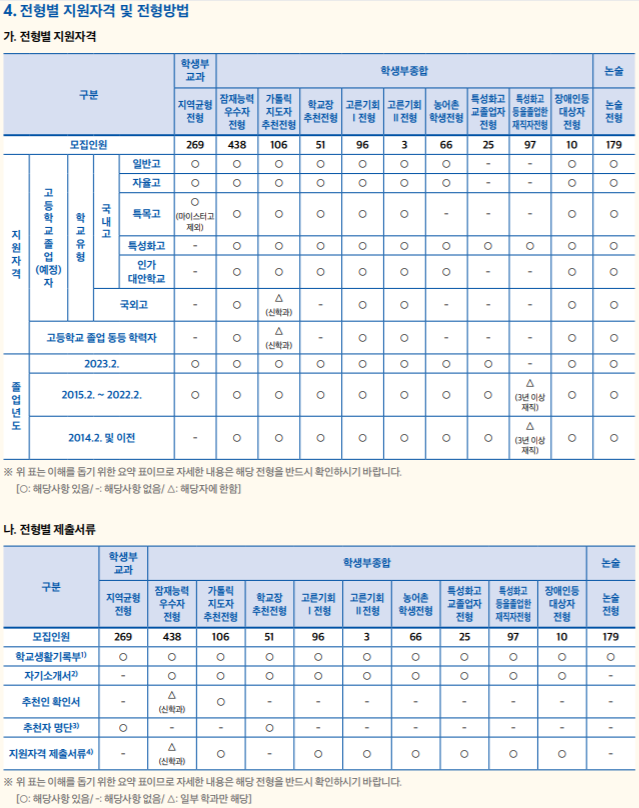 4. 전형별 지원자격 및 전형방법
가. 전형별 지원자격
구분 학생부 교과 학생부종합 논술
지역균형 전형 잠재능력 우수자 전형 가톨릭 지도자 추천전형 학교장 추천전형 고른기회 Ⅰ 전형 고른기회 Ⅱ 전형 농어촌 학생전형 특성화고 교졸업자 전형 특성화고 등을졸업한 재직자전형 장애인등 대상자 전형 논술 전형
모집인원 269 438 106 51 96 3 66 25 97 10 179
지원자격 고등학교졸업(예정)자 학교유형 국내고 일반고 ○ ○ ○ ○ ○ ○ ○ - - ○ ○
자율고 ○ ○ ○ ○ ○ ○ ○ - - ○ ○
특목고 ○ (마이스터고 제외) ○ ○ ○ ○ ○ - - - ○ ○
특성화고 - ○ ○ ○ ○ ○ ○ ○ ○ ○ ○
인가 대안학교 - ○ ○ ○ ○ ○ ○ - - ○ ○
국외고 - ○ △ (신학과) - ○ ○ - - - ○ ○
고등학교 졸업 동등 학력자 - ○ △ (신학과) - ○ ○ - - - ○ ○
졸업년도 2023.2. ○ ○ ○ ○ ○ ○ ○ ○ - ○ ○
2015.2. ~ 2022.2. ○ ○ ○ ○ ○ ○ ○ ○ △ (3년 이상 재직) ○ ○
2014.2. 및 이전 - ○ ○ ○ ○ ○ ○ ○ △ (3년 이상 재직) ○ ○
※ 위 표는 이해를 돕기 위한 요약 표이므로 자세한 내용은 해당 전형을 반드시 확인하시기 바랍니다.
[○: 해당사항 있음/ -: 해당사항 없음/ △: 해당자에 한함]
나. 전형별 제출서류
구분 학생부 교과 학생부종합 논술
지역균형 전형 잠재능력 우수자 전형 가톨릭 지도자 추천전형 학교장 추천전형 고른기회 Ⅰ 전형 고른기회 Ⅱ전형 농어촌 학생전형 특성화고 교졸업자 전형 특성화고 등을졸업한 재직자전형 장애인등 대상자 전형 논술 전형
모집인원 269 438 106 51 96 3 66 25 97 10 179
학교생활기록부1) ○ ○ ○ ○ ○ ○ ○ ○ ○ ○ ○
자기소개서2) - ○ ○ ○ ○ ○ ○ ○ ○ ○ -
추천인 확인서 - △ (신학과) ○ - - - - - - - -
추천자 명단3) ○ - - ○ - - - - - - -
지원자격 제출서류4) - △ (신학과) ○ - ○ ○ ○ ○ ○ ○ -
※ 위 표는 이해를 돕기 위한 요약 표이므로 자세한 내용은 해당 전형을 반드시 확인하시기 바랍니다.
[○: 해당사항 있음/ -: 해당사항 없음/ △: 일부 학과만 해당]